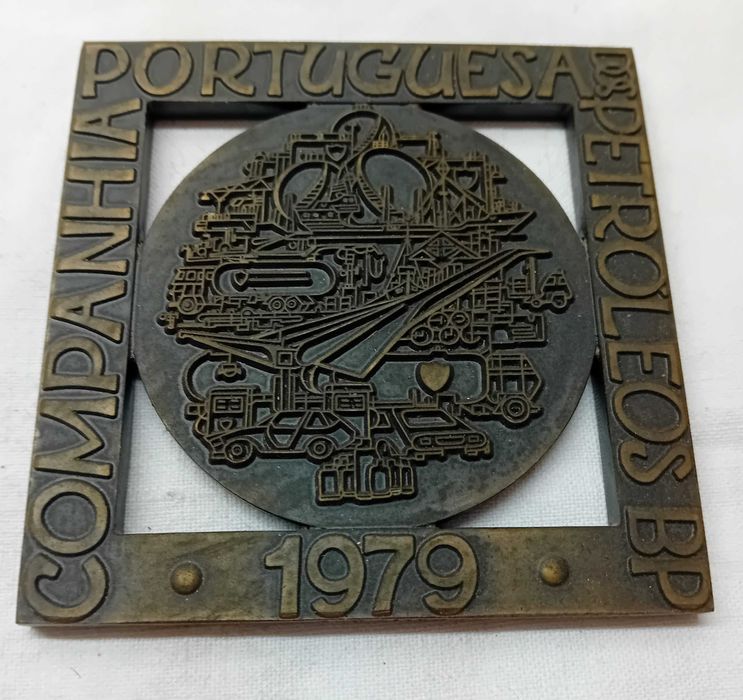 COMPANHIA
PORTUGUESA
DOS PETRÓLEOS BP
1979